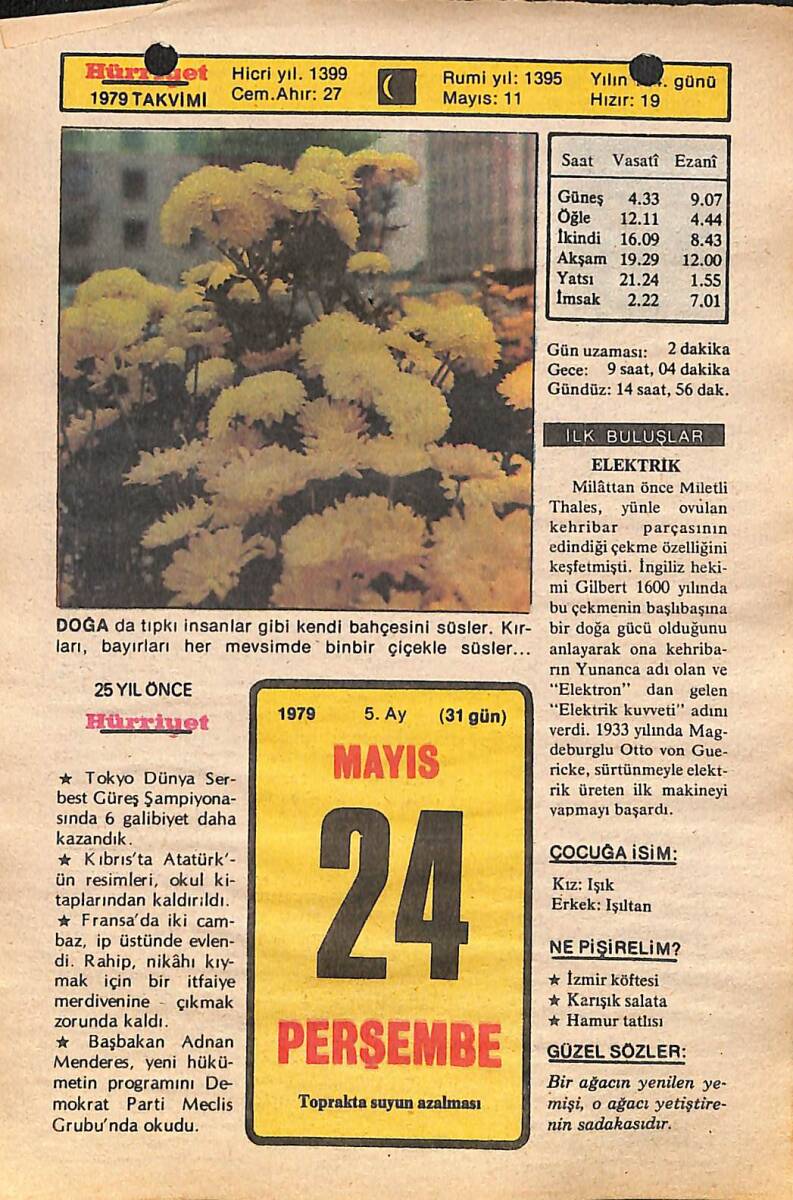 Hürriyet
1979 TAKVİMİ
Hicri yıl. 1399
Cem.Ahır: 27
Rumi yıl: 1395
Mayıs: 11
Yılın günü
Hızır: 19
Saat Vasatî Ezanî
Güneş 4.33 9.07
Öğle 12.11 4.44
İkindi 16.09 8.43
Akşam 19.29 12.00
Yatsı 21.24 1.55
İmsak 2.22 7.01
Gün uzaması: 2 dakika
Gece: 9 saat, 04 dakika
Gündüz: 14 saat, 56 dak.
DOĞA da tıpkı insanlar gibi kendi bahçesini süsler. Kır-
ları, bayırları her mevsimde binbir çiçekle süsler...
İLK BULUŞLAR
ELEKTRİK
Milâttan önce Miletli
Thales, yünle ovulan
kehribar parçasının
edindiği çekme özelliğini
keşfetmişti. İngiliz heki-
mi Gilbert 1600 yılında
bu çekmenin başlıbaşına
bir doğa gücü olduğunu
anlayarak ona kehriba-
rın Yunanca adı olan ve
"Elektron" dan gelen
"Elektrik kuvveti" adını
verdi. 1933 yılında Mag-
deburglu Otto von Gue-
ricke, sürtünmeyle elekt-
rik üreten ilk makineyi
yapmayı başardı.
25 YIL ÖNCE
Hürriyet
★ Tokyo Dünya Ser-
best Güreş Şampiyona-
sında 6 galibiyet daha
kazandık.
★ Kıbrıs'ta Atatürk'-
ün resimleri, okul ki-
taplarından kaldırıldı.
★ Fransa'da iki cam-
baz, ip üstünde evlen-
di. Rahip, nikâhı kıy-
mak için bir itfaiye
merdivenine çıkmak
zorunda kaldı.
★ Başbakan Adnan
Menderes, yeni hükü-
metin programını De-
mokrat Parti Meclis
Grubu'nda okudu.
1979 5. Ay (31 gün)
MAYIS
24
PERŞEMBE
Toprakta suyun azalması
ÇOCUĞA İSİM:
Kız: Işık
Erkek: Işıltan
NE PİŞİRELİM?
★ İzmir köftesi
★ Karışık salata
★ Hamur tatlısı
GÜZEL SÖZLER:
Bir ağacın yenilen ye-
mişi, o ağacı yetiştire-
nin sadakasıdır.